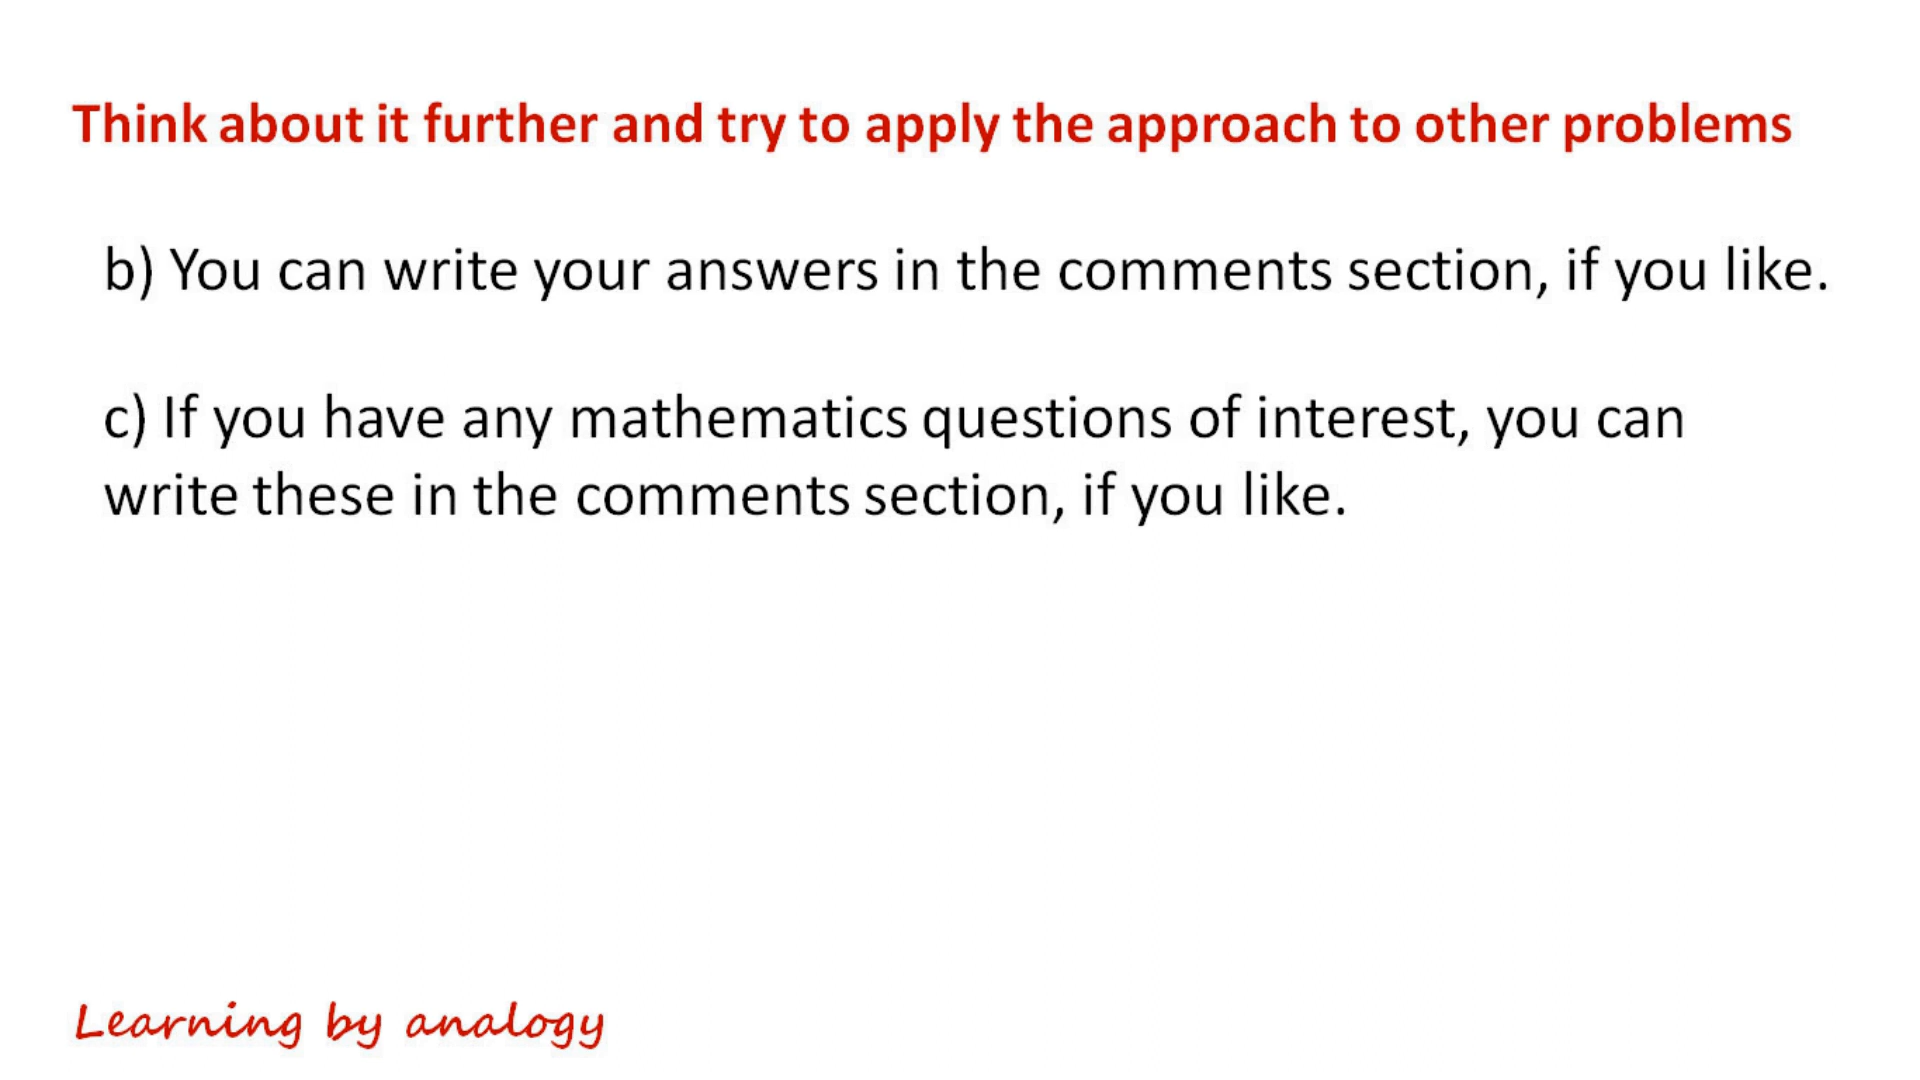 Think about it further and try to apply the approach to other problems
b) You can write your answers in the comments section, if you like.
c) If you have any mathematics questions of interest, you can
write these in the comments section, if you like.
Learning by analogy